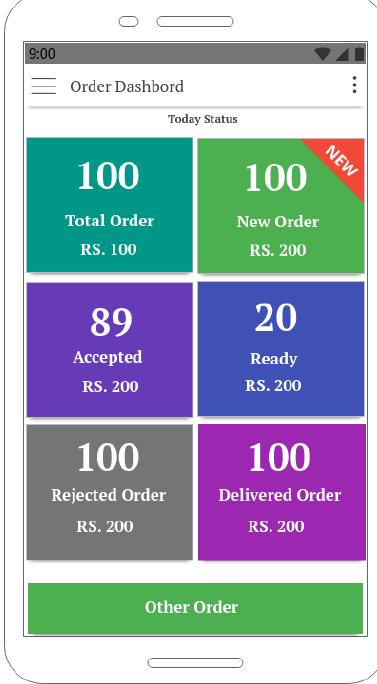 9:00
Order Dashbord
Today Status
100
Total Order
RS. 100
100
New Order
RS. 200
NEW
89
Accepted
RS. 200
20
Ready
RS. 200
100
Rejected Order
RS. 200
100
Delivered Order
RS. 200
Other Order